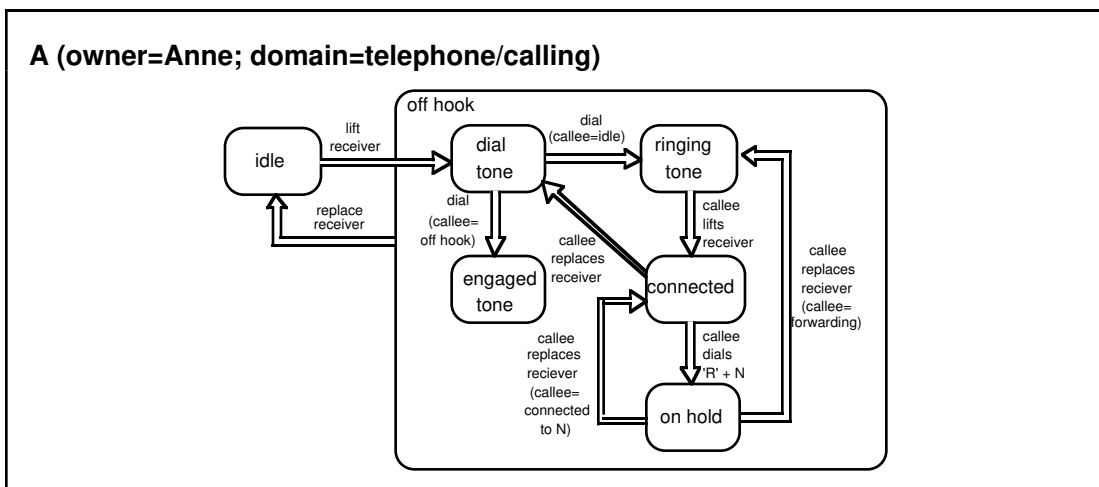 A (owner=Anne; domain=telephone/calling)
off hook
lift
receiver
idle
replace
receiver
dial
tone
dial
(callee=idle)
ringing
tone
dial
(callee=
off hook)
engaged
tone
callee
replaces
receiver
callee
lifts
receiver
connected
callee
replaces
reciever
(callee=
forwarding)
callee
replaces
reciever
(callee=
connected
to N)
callee
dials
'R' + N
on hold